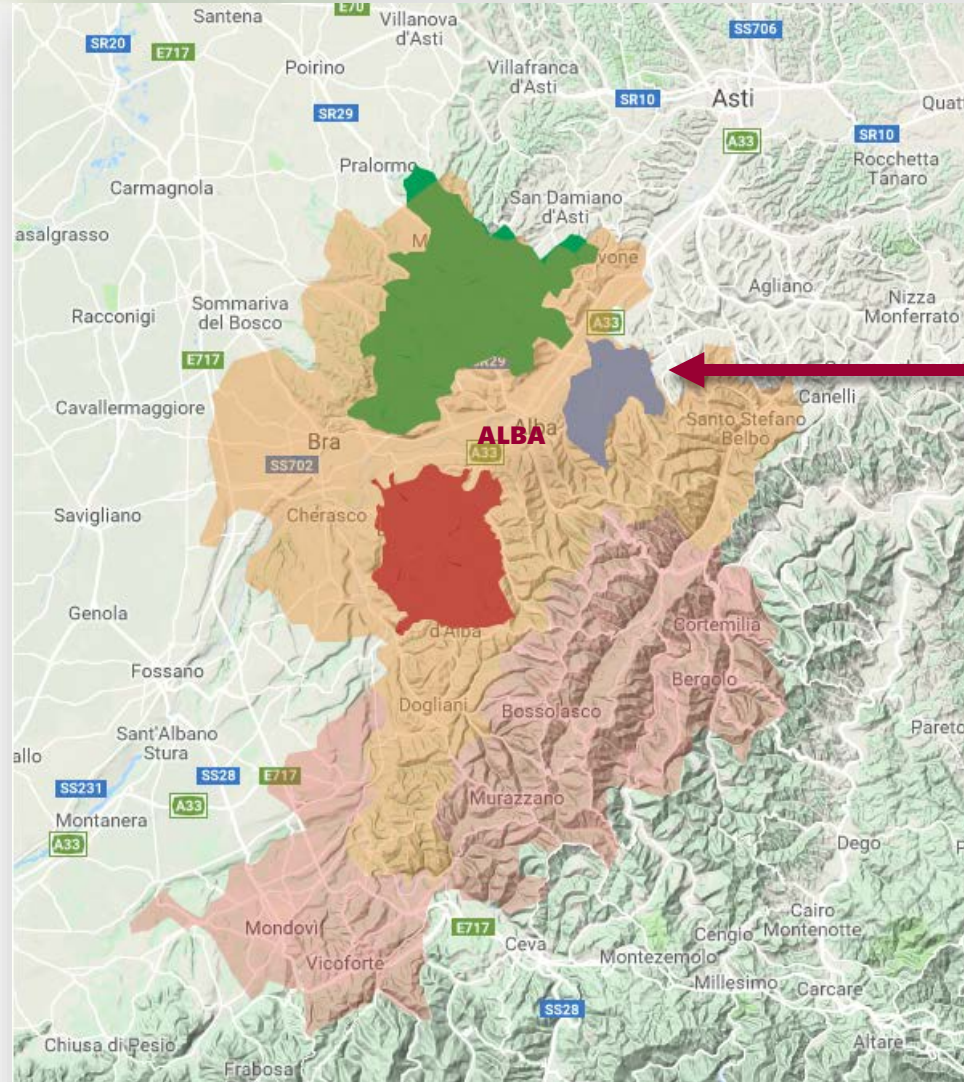 E70
Santena
Villanova
d'Asti
SR20
E717
SS706
Poirino
Villafranca
d'Asti
SR10
Asti
SR29
A33
SR10
Pralormo
Rocchetta
Tanaro
Carmagnola
San Damiano
d'Asti
asalgrasso
M
vone
Agliano
Racconigi
Sommariva
del Bosco
Nizza
Monferrato
A33
E717
Cavallermaggiore
Canelli
Bra
ALBA
Alba
Santo Stefano
Belbo
A33
SS702
Savigliano
Cherasco
Genola
d'Alba
Cortemilia
Fossano
Bergolo
Dogliani
Bossolasco
Sant'Albano
Stura
Pareto
allo
SS28
E717
SS231
A33
Murazzano
Montanera
A33
Dego
Mondovì
E717
Ceva
Cengio
Cairo
Montenotte
Vicoforte
Montezemolo
Millesimo
Carcare
SS28
Chiusa di Pesio
Altare
Frabosa